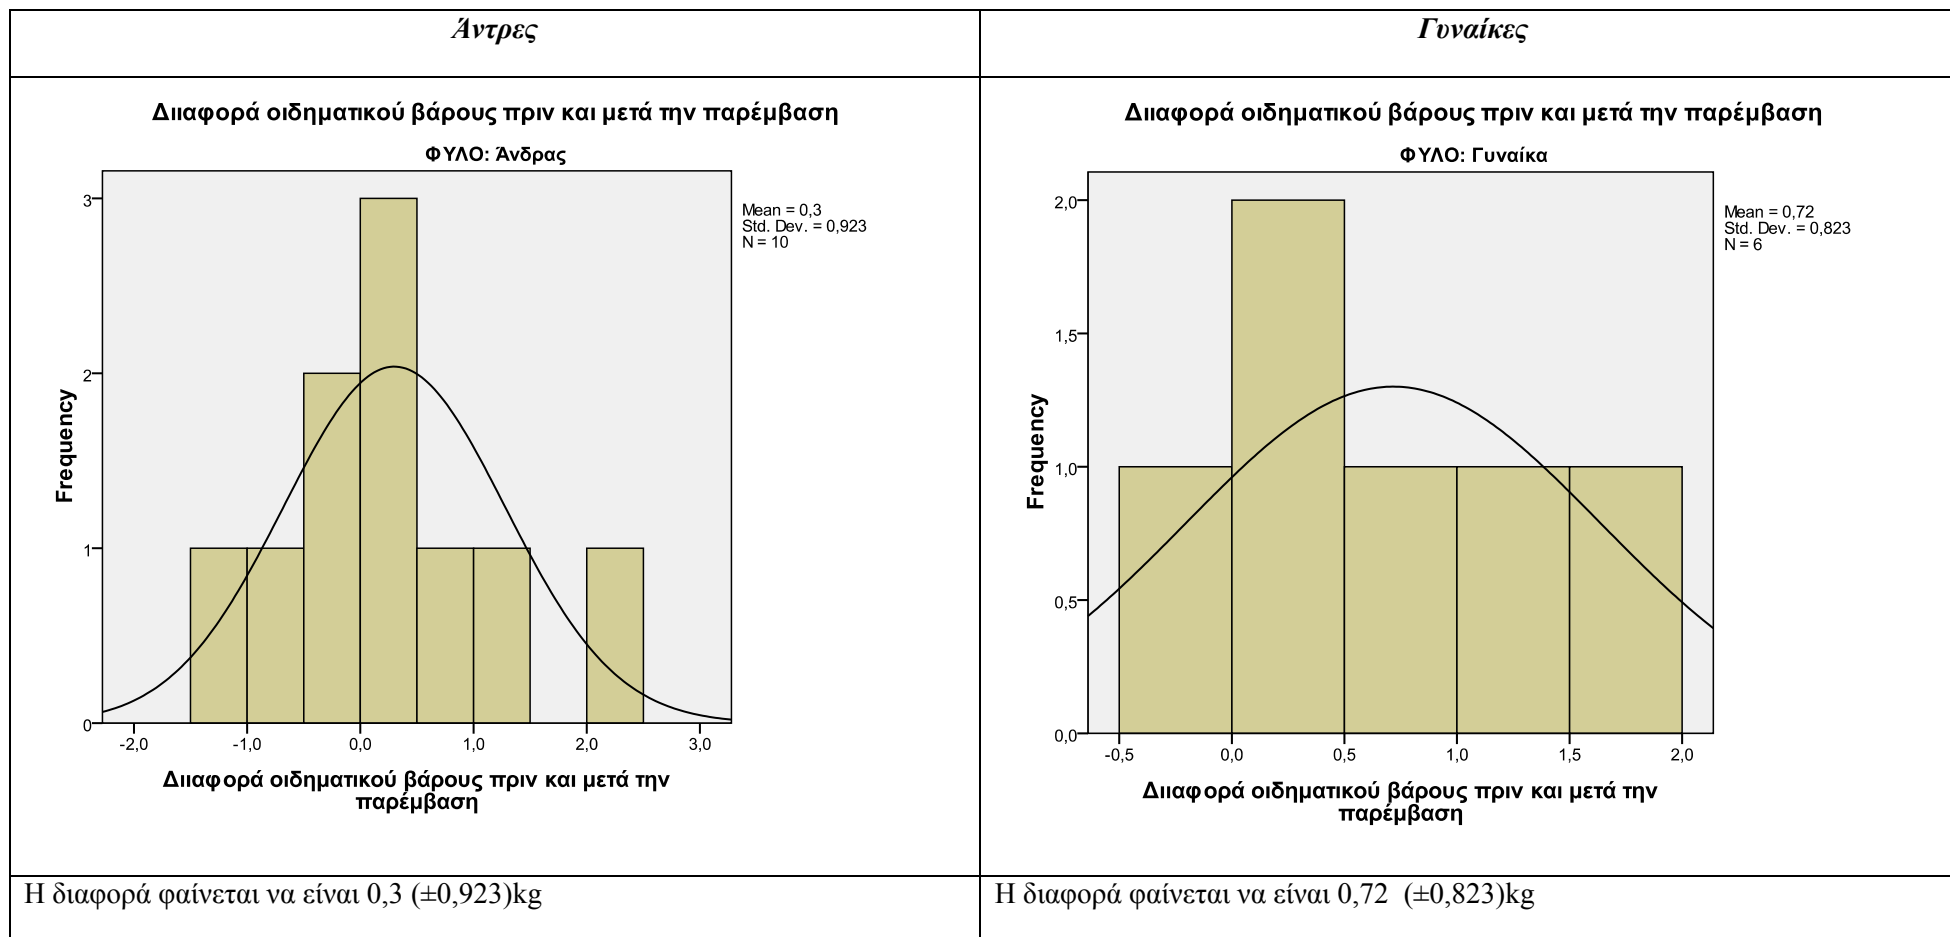 Άντρες
Διιαφορά οιδηματικού βάρους πριν και μετά την παρέμβαση
ΦΥΛΟ: Άνδρας
Mean = 0,3
Std. Dev. = 0,923
N = 10
3
2
1
0
Frequency
-2,0 -1,0 0,0 1,0 2,0 3,0
Διιαφορά οιδηματικού βάρους πριν και μετά την
παρέμβαση
Η διαφορά φαίνεται να είναι 0,3 (±0,923)kg
Γυναίκες
Διιαφορά οιδηματικού βάρους πριν και μετά την παρέμβαση
ΦΥΛΟ: Γυναίκα
Mean = 0,72
Std. Dev. = 0,823
N = 6
2,0
1,5
1,0
0,5
0,0
Frequency
-0,5 0,0 0,5 1,0 1,5 2,0
Διιαφορά οιδηματικού βάρους πριν και μετά την
παρέμβαση
Η διαφορά φαίνεται να είναι 0,72 (±0,823)kg